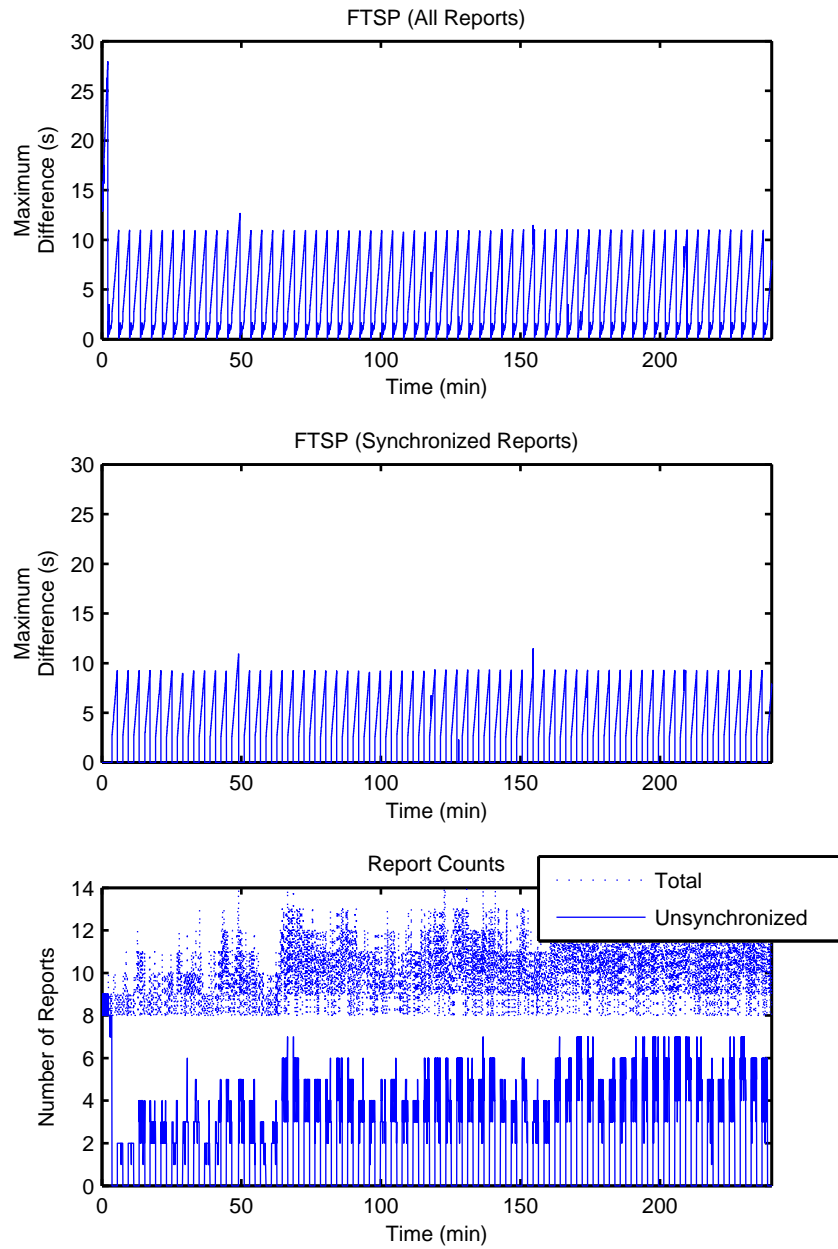 FTSP (All Reports)
30
25
20
15
10
5
0
Maximum
Difference (s)
0
50
100
150
200
Time (min)
FTSP (Synchronized Reports)
30
25
20
15
10
5
0
Maximum
Difference (s)
0
50
100
150
200
Time (min)
Report Counts
Total
Unsynchronized
14
12
10
8
6
4
2
0
Number of Reports
0
50
100
150
200
Time (min)